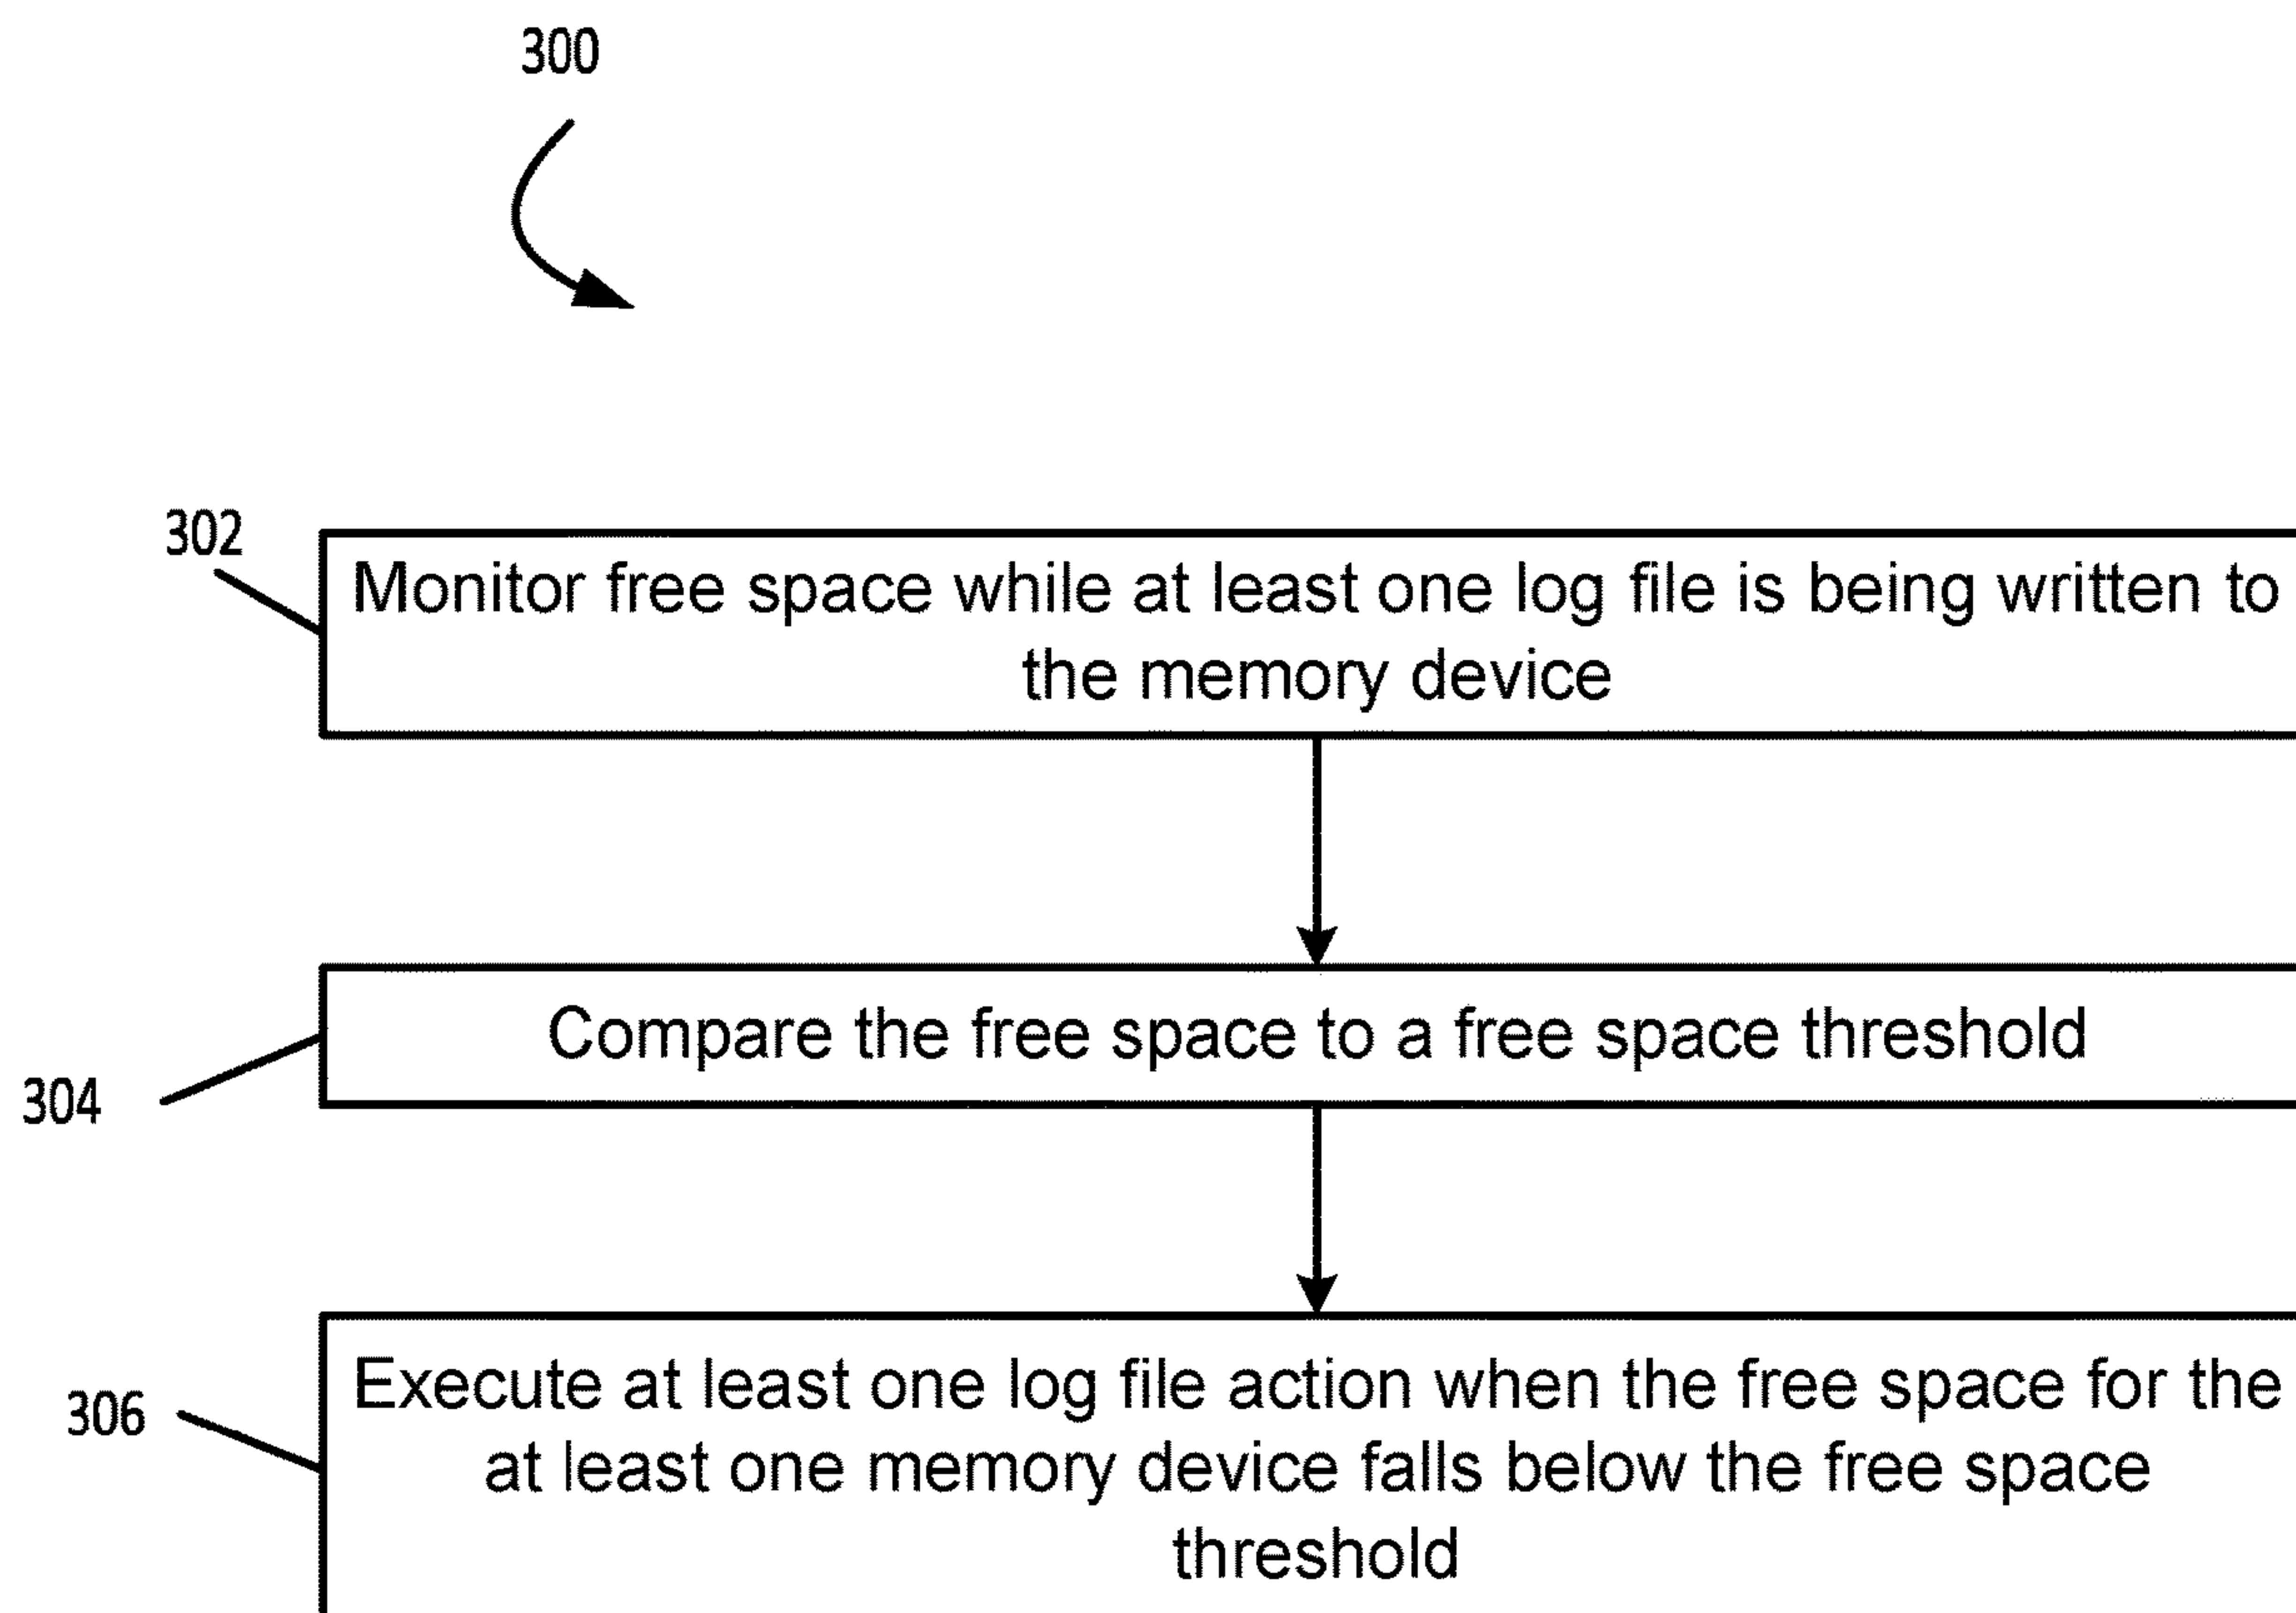 300
302
Monitor free space while at least one log file is being written to
the memory device
Compare the free space to a free space threshold
304
Execute at least one log file action when the free space for the
306
at least one memory device falls below the free space
threshold